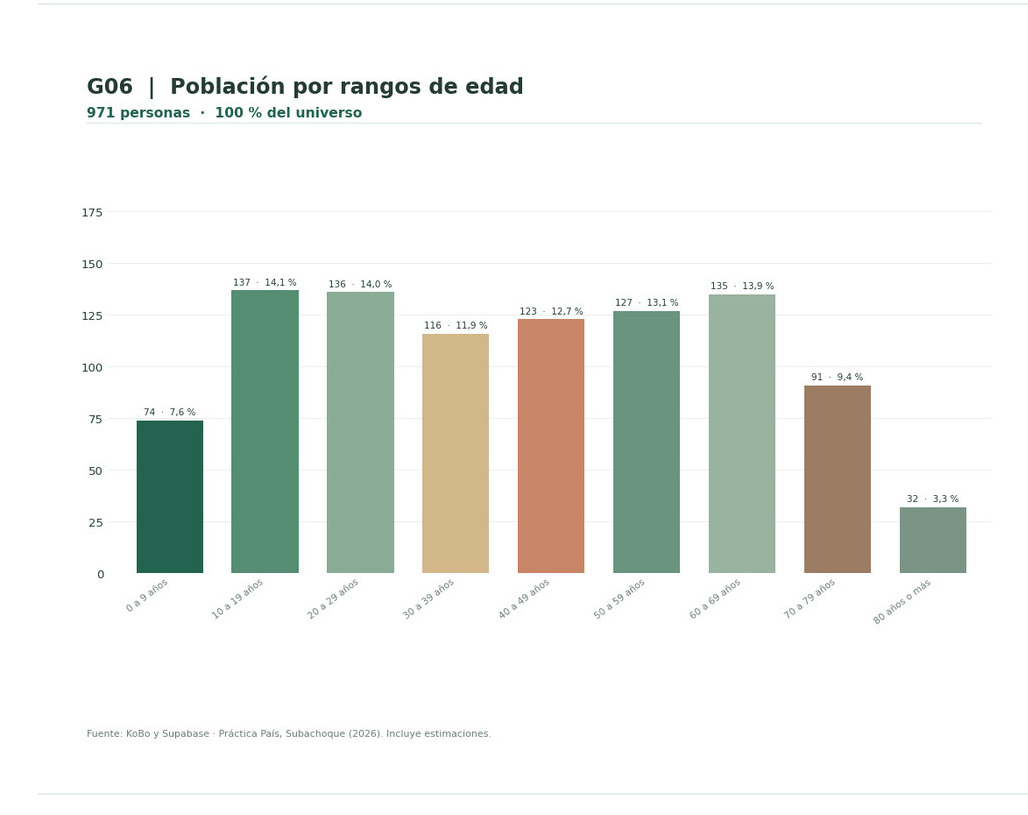 G06 | Población por rangos de edad
971 personas · 100 % del universo
175
150
125
100
75
50
25
0
74 · 7,6 %
137 · 14,1 %
136 · 14,0 %
116 · 11,9 %
123 · 12,7 %
127 · 13,1 %
135 · 13,9 %
91 · 9,4 %
32 · 3,3 %
0 a 9 años
10 a 19 años
20 a 29 años
30 a 39 años
40 a 49 años
50 a 59 años
60 a 69 años
70 a 79 años
80 años o más
Fuente: KoBo y Supabase · Práctica País, Subachoque (2026). Incluye estimaciones.